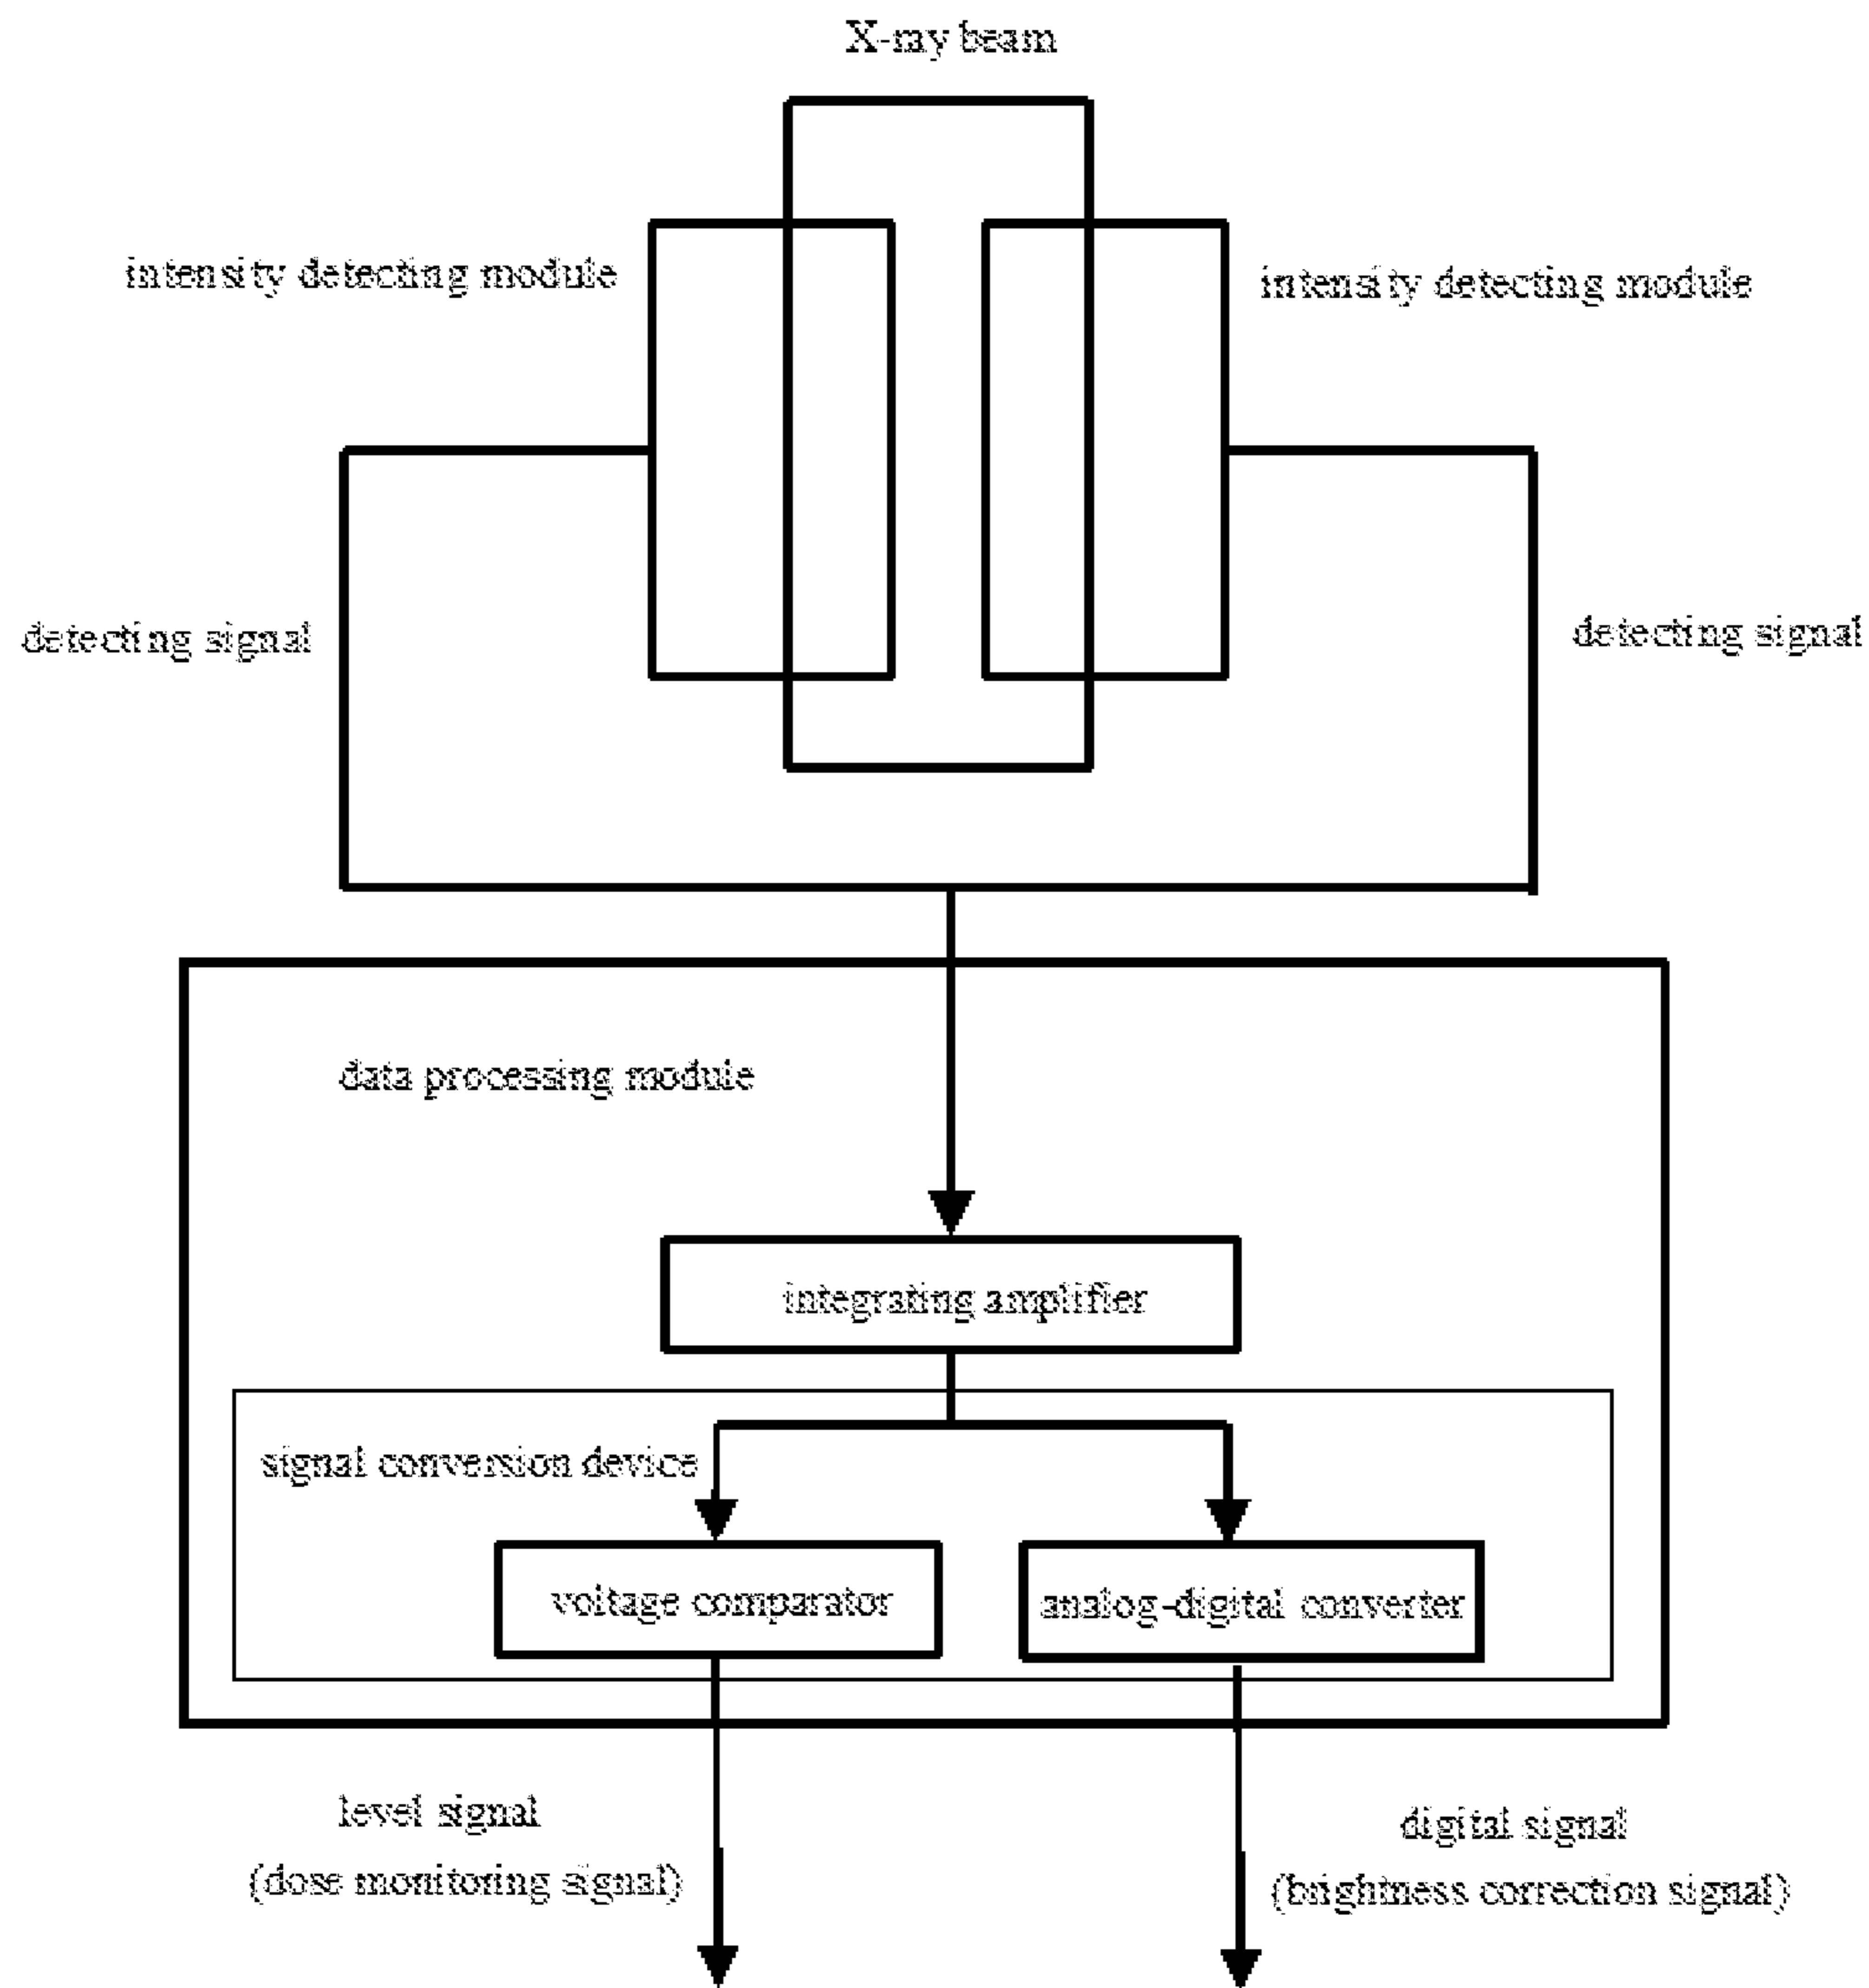 X-ray beam
intensity detecting module
intensity detecting module
detecting signal
detecting signal
data processing module
integrating amplifier
signal conversion device
voltage comparator
analog-digital converter
level signal
(dose monitoring signal)
digital signal
(brightness correction signal)